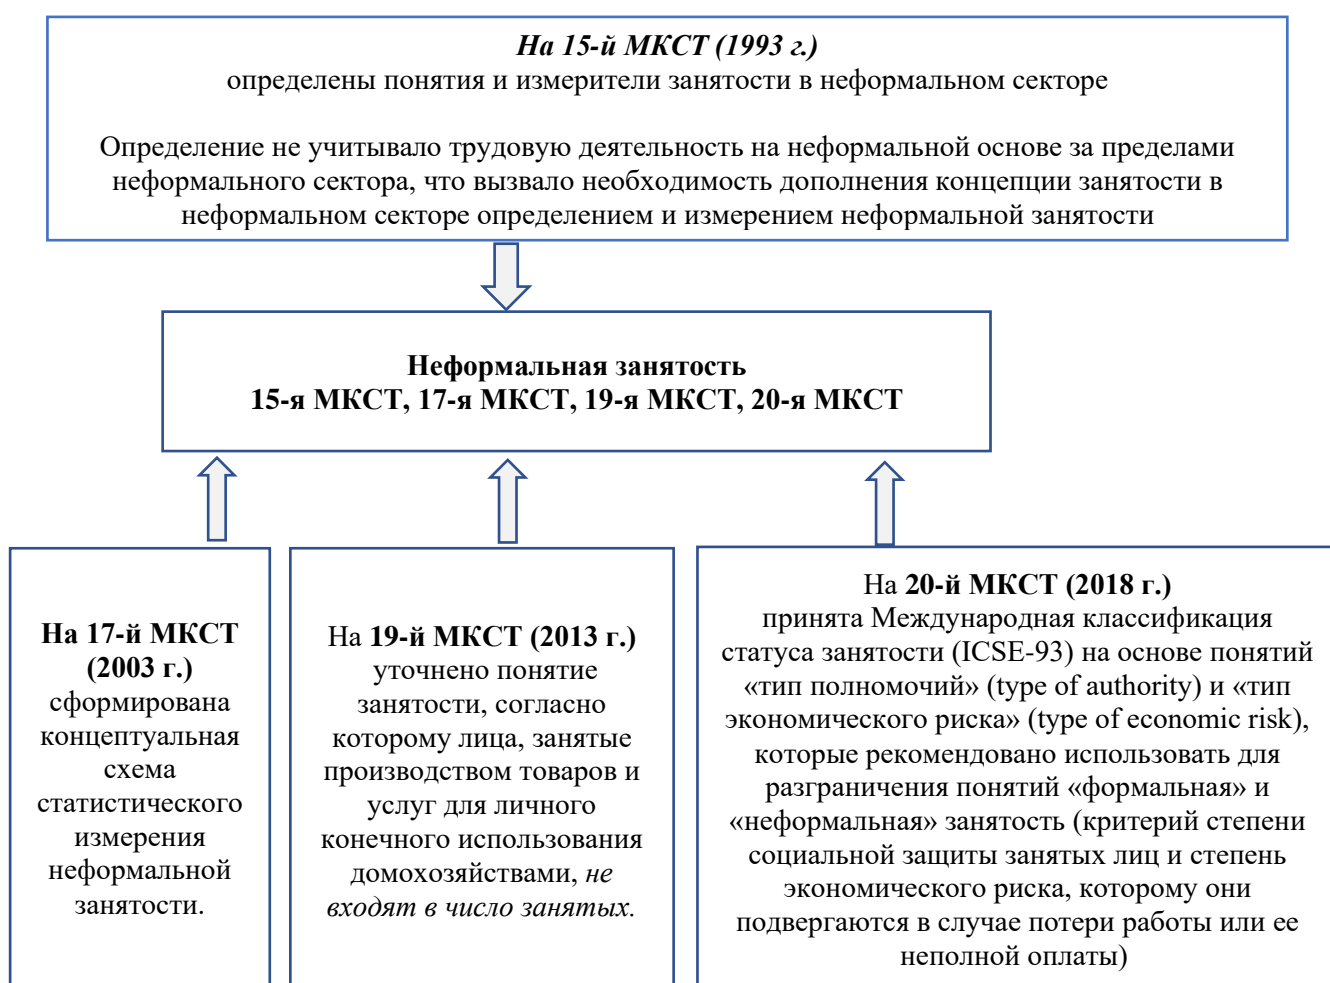 На 15-й МКСТ (1993 г.)
определены понятия и измерители занятости в неформальном секторе
Определение не учитывало трудовую деятельность на неформальной основе за пределами
неформального сектора, что вызвало необходимость дополнения концепции занятости в
неформальном секторе определением и измерением неформальной занятости
Неформальная занятость
15-я МКСТ, 17-я МКСТ, 19-я МКСТ, 20-я МКСТ
На 17-й МКСТ
(2003 г.)
сформирована
концептуальная
схема
статистического
измерения
неформальной
занятости.
На 19-й МКСТ (2013 г.)
уточнено понятие
занятости, согласно
которому лица, занятые
производством товаров и
услуг для личного
конечного использования
домохозяйствами, не
входят в число занятых.
На 20-й МКСТ (2018 г.)
принята Международная классификация
статуса занятости (ICSE-93) на основе понятий
«тип полномочий» (type of authority) и «тип
экономического риска» (type of economic risk),
которые рекомендовано использовать для
разграничения понятий «формальная» и
«неформальная» занятость (критерий степени
социальной защиты занятых лиц и степень
экономического риска, которому они
подвергаются в случае потери работы или ее
неполной оплаты)